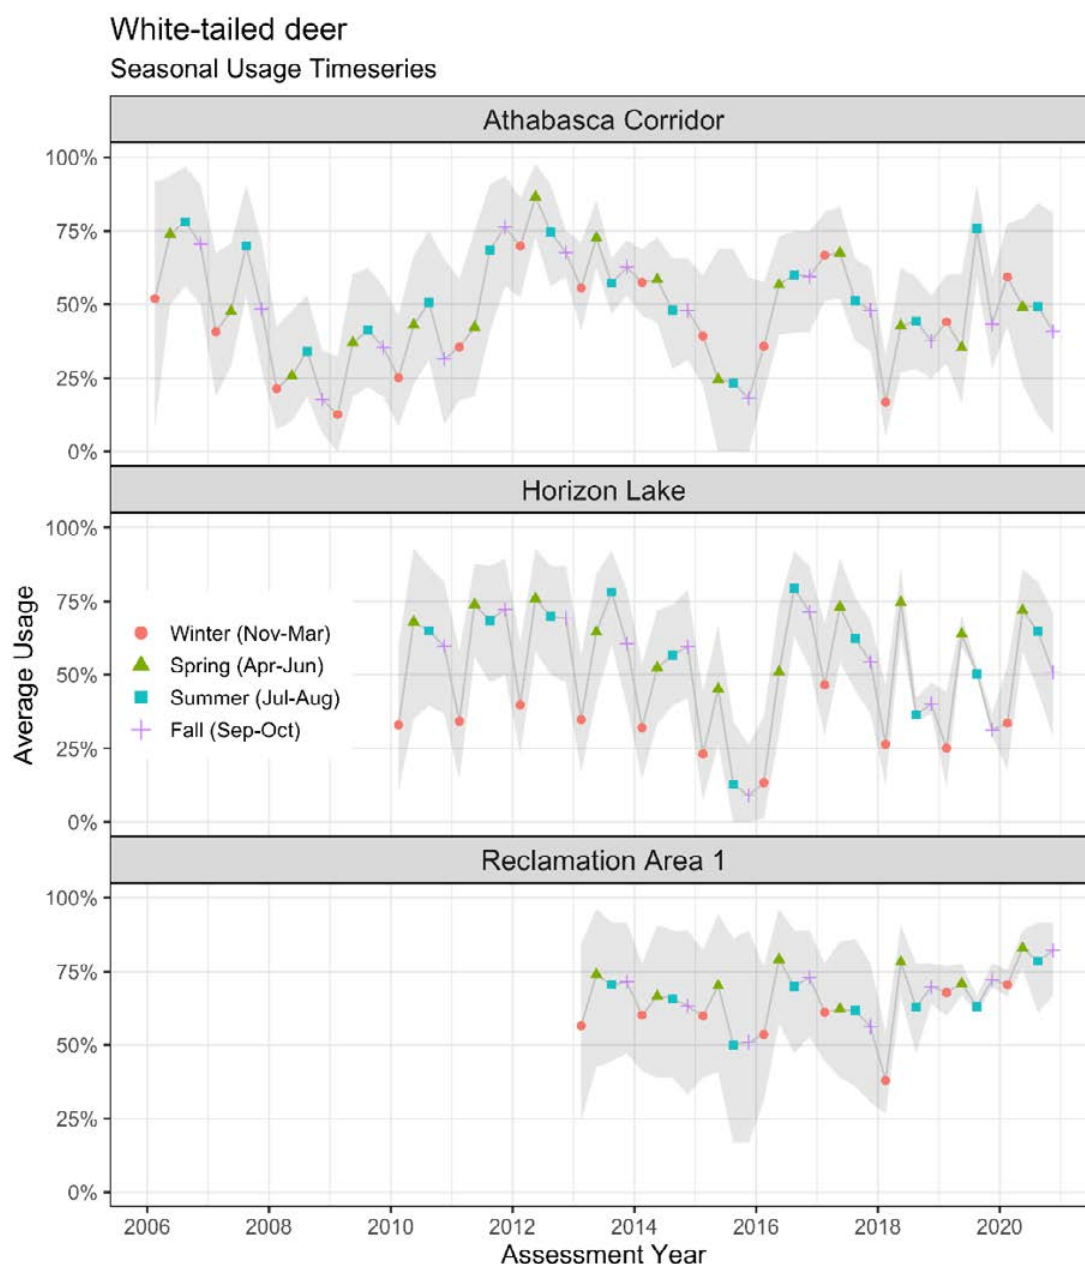 White-tailed deer
Seasonal Usage Timeseries
Athabasca Corridor
100%
75%
50%
25%
0%
Horizon Lake
100%
75%
50%
25%
0%
Winter (Nov-Mar)
Spring (Apr-Jun)
Summer (Jul-Aug)
Fall (Sep-Oct)
Average Usage
Reclamation Area 1
100%
75%
50%
25%
0%
2006 2008 2010 2012 2014 2016 2018 2020
Assessment Year